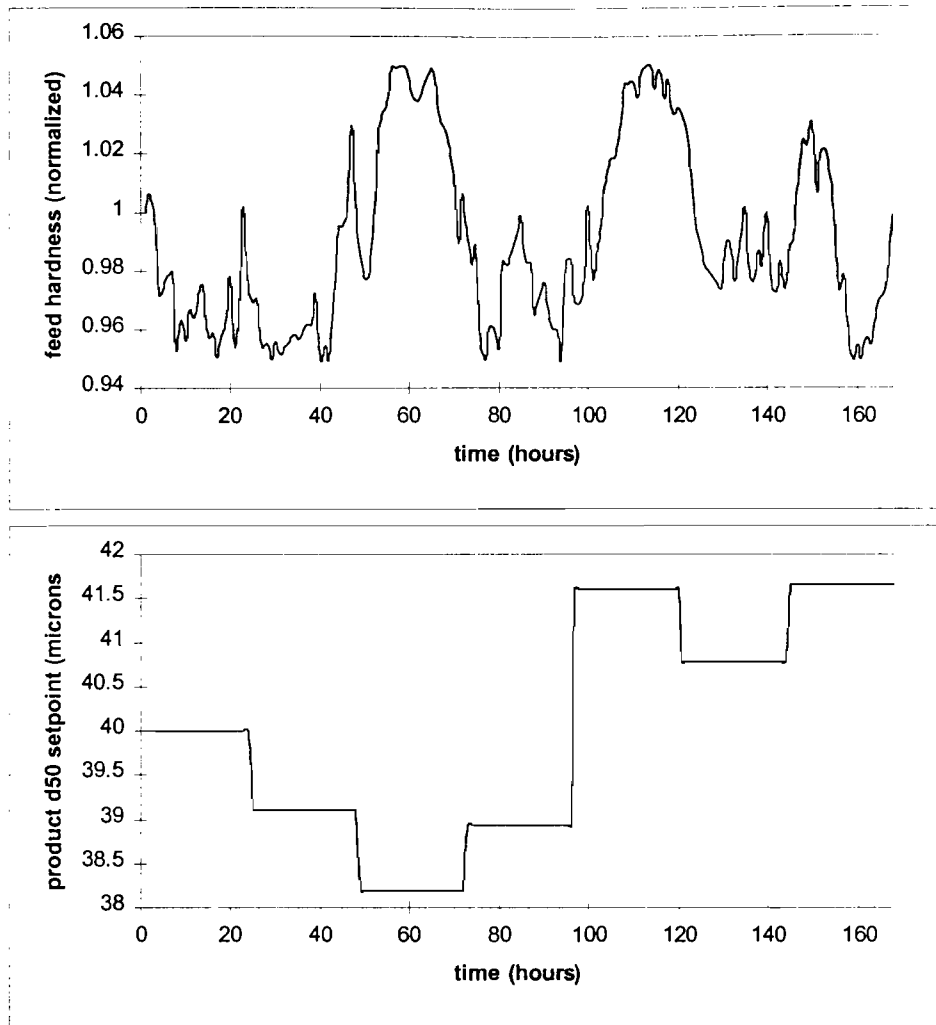 feed hardness (normalized)
1.06
1.04
1.02
1
0.98
0.96
0.94
0 20 40 60 80 100 120 140 160
time (hours)
product d50 setpoint (microns
42
41.5
41
40.5
40
39.5
39
38.5
38
0 20 40 60 80 100 120 140 160
time (hours)